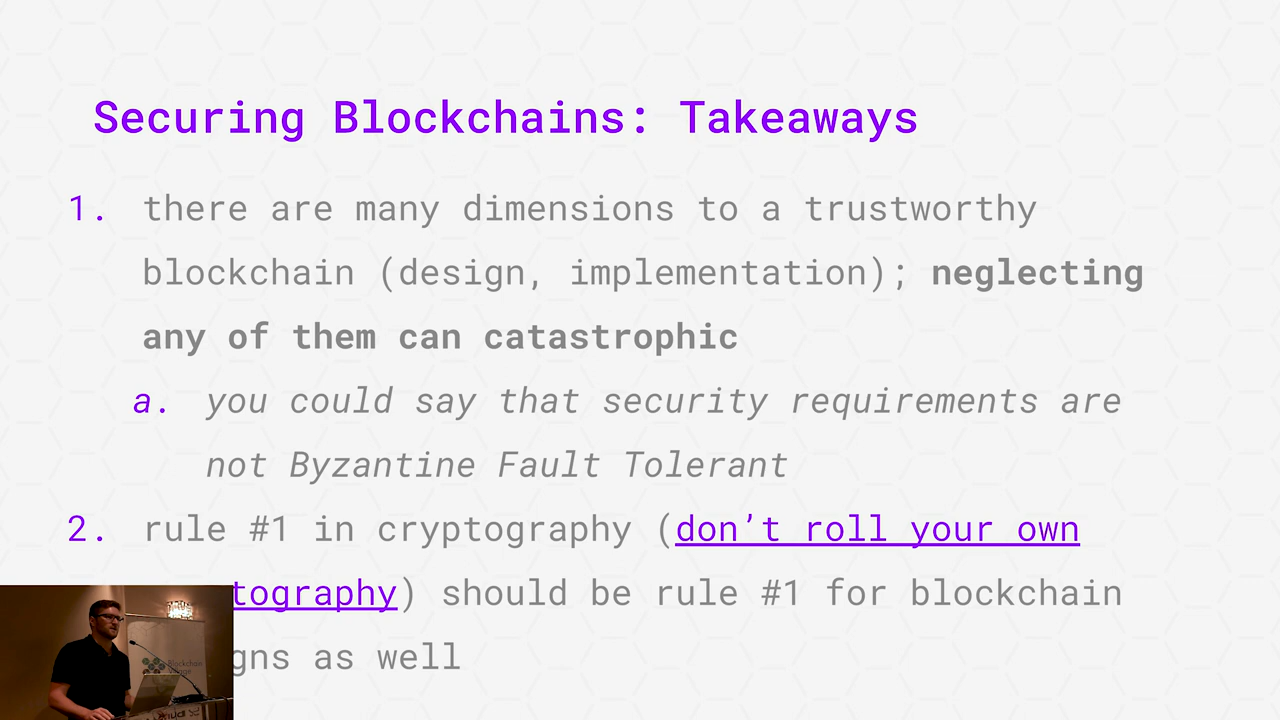 Securing Blockchains: Takeaways
1. there are many dimensions to a trustworthy
blockchain (design, implementation); neglecting
any of them can catastrophic
a. you could say that security requirements are
not Byzantine Fault Tolerant
2. rule #1 in cryptography (don’t roll your own
tography) should be rule #1 for blockchain
gns as well
Blockchain
Village